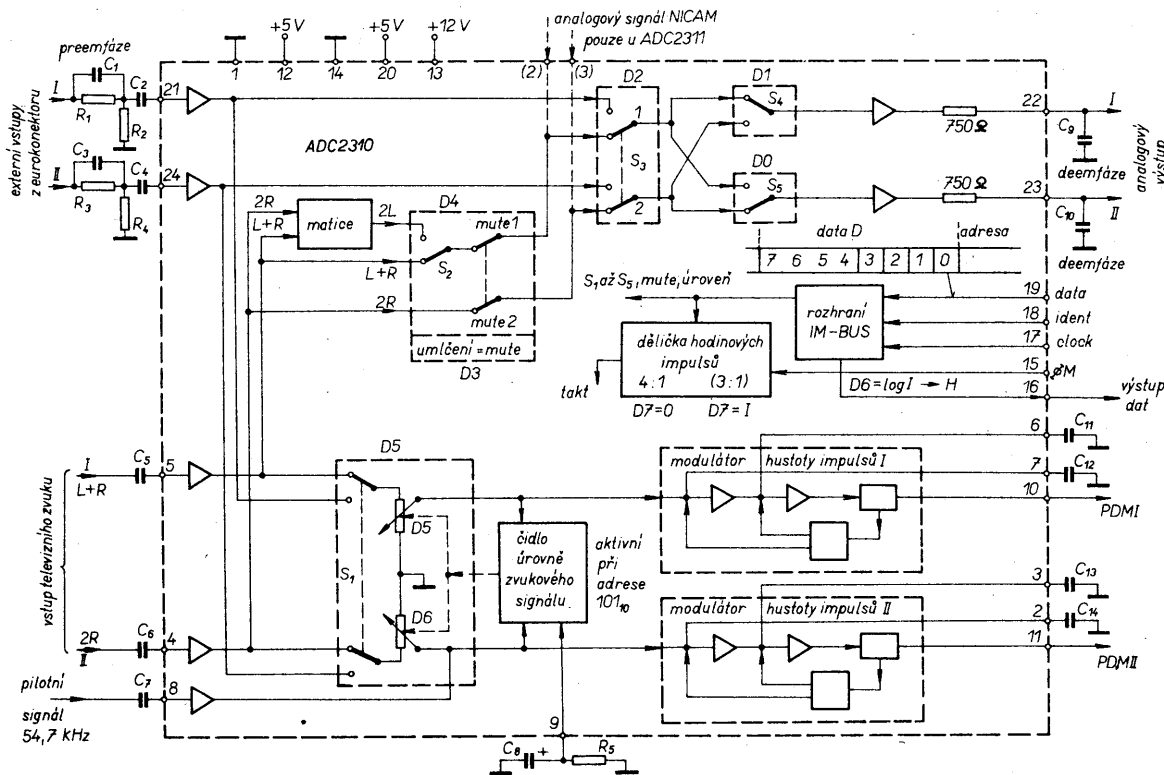 analogový signál NICAM
pouze u ADC2311
+5V
+5V
+12V
preemfáze
C1
C2
R1
R2
I
1
12
14
20
13
(2)
(3)
21
externí vstupy
z eurokonektoru
C3
C4
II
R3
R4
24
ADC2310
D2
1
S3
2
D1
S4
D0
S5
750Ω
22
I
C9
deemfáze
750Ω
23
II
C10
deemfáze
analogový
výstup
2R
L+R
matice
2L
D4
mute1
S2
L+R
2R
mute2
umlčení=mute
D3
data D
adresa
7 6 5 4 3 2 1 0
S1 až S5, mute, úroveň
rozhraní
IM-BUS
19
data
18
ident
17
clock
dělička hodinových
impulsů
4:1 (3:1)
D7=0 D7=I
takt
15
ØM
16
D6=log I → H
výstup
dat
6
C11
7
C12
10
PDMI
modulátor hustoty impulsů I
vstup televizního zvuku
I
L+R
C5
5
D5
D5
S1
D6
čidlo
úrovně
zvukového
signálu
aktivní
při
adrese
101₁₀
3
C13
2
C14
11
PDMII
modulátor hustoty impulsů II
2R
II
C6
4
pilotní
signál
54,7 KHz
C7
8
9
C8
+
R5